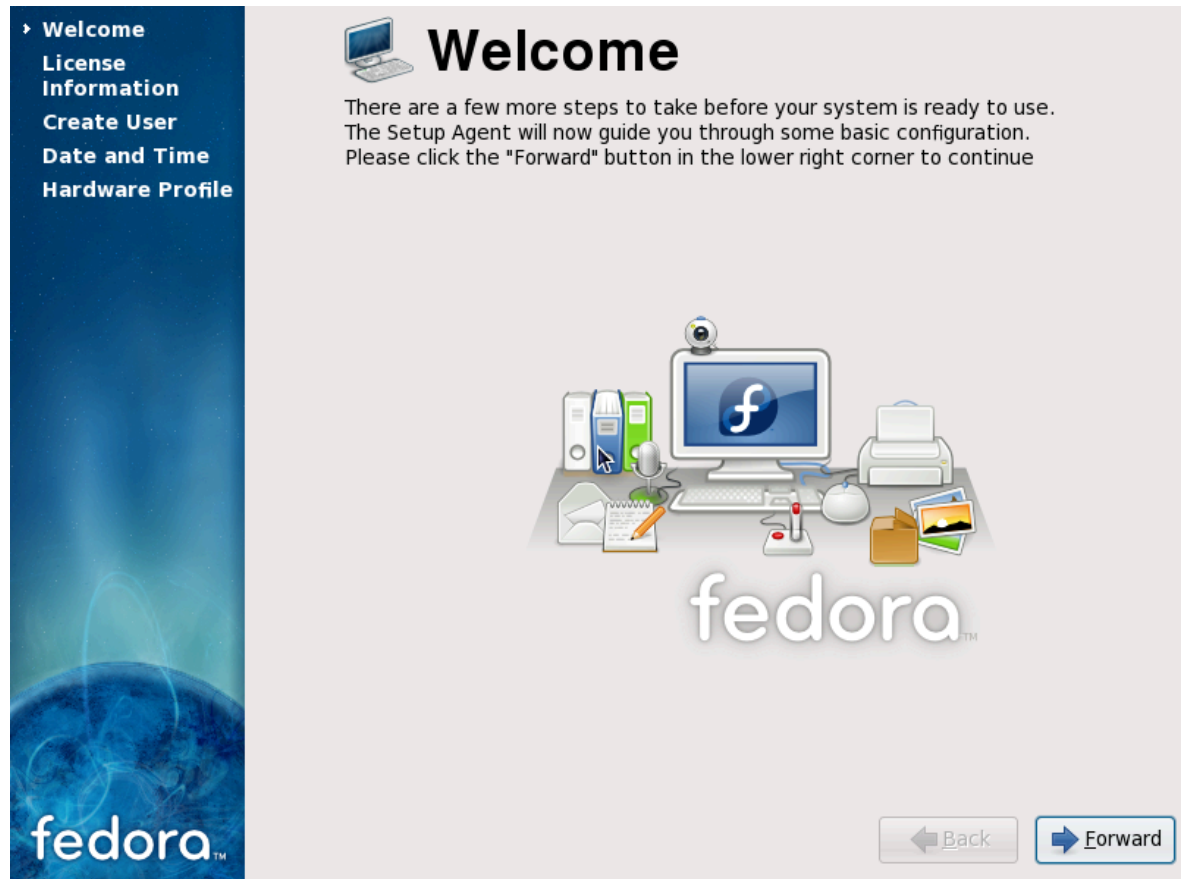 Welcome
License
Information
Create User
Date and Time
Hardware Profile
fedora™
Welcome
There are a few more steps to take before your system is ready to use.
The Setup Agent will now guide you through some basic configuration.
Please click the "Forward" button in the lower right corner to continue
fedora™
Back
Forward